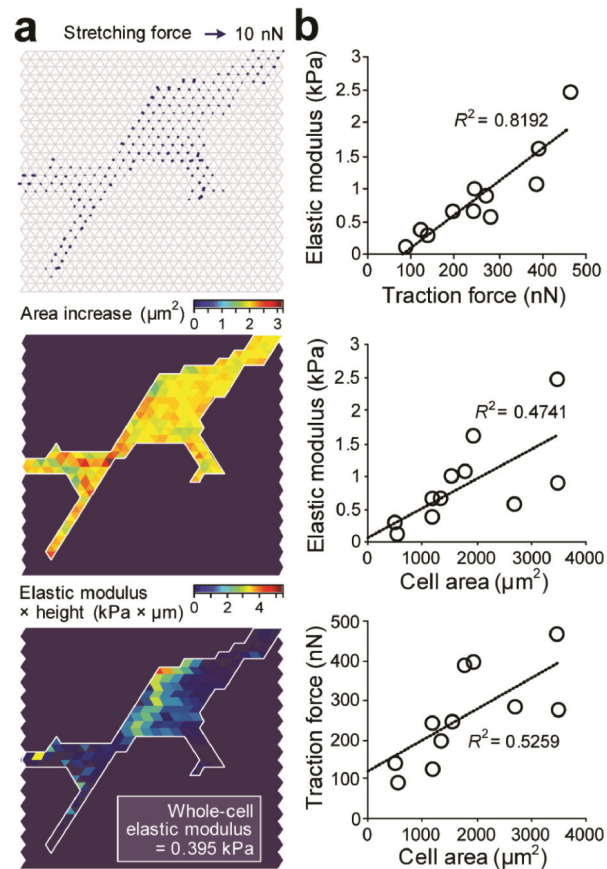 a
Stretching force → 10 nN
Area increase (μm²)
0 1 2 3
Elastic modulus
× height (kPa × μm)
0 2 4
Whole-cell
elastic modulus
= 0.395 kPa
b
Elastic modulus (kPa)
3
2.5
2
1.5
1
0.5
0
R² = 0.8192
0 100 200 300 400 500
Traction force (nN)
Elastic modulus (kPa)
3
2.5
2
1.5
1
0.5
0
R² = 0.4741
0 1000 2000 3000 4000
Cell area (μm²)
Traction force (nN)
500
400
300
200
100
0
R² = 0.5259
0 1000 2000 3000 4000
Cell area (μm²)